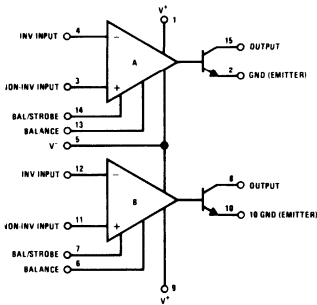 V+
1
INV INPUT 4
A
15 OUTPUT
2 GND (EMITTER)
NON-INV INPUT 3
14
BAL/STROBE
13
BALANCE
V- 5
INV INPUT 12
B
8 OUTPUT
10 10 GND (EMITTER)
NON-INV INPUT 11
BAL/STROBE 7
BALANCE 6
9
V+